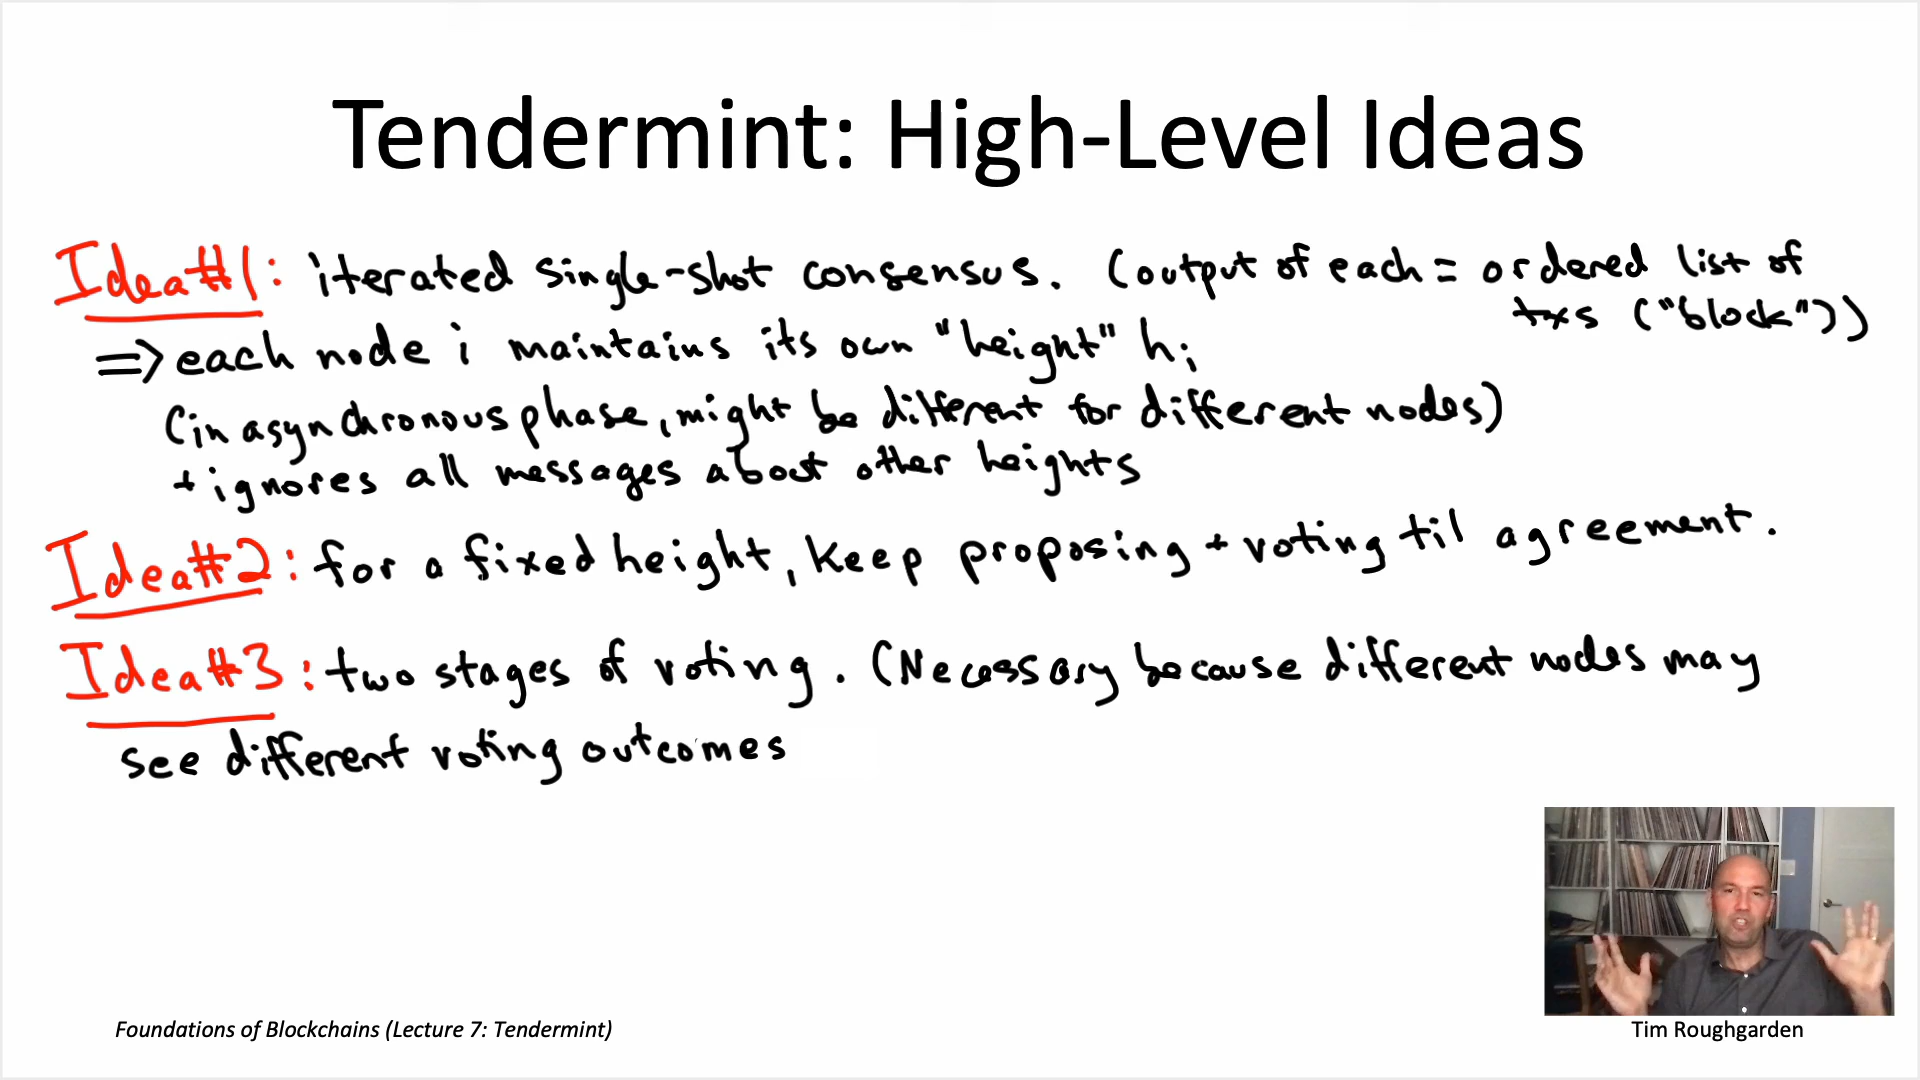 Tendermint: High-Level Ideas
Idea#1: iterated single-shot consensus. (output of each = ordered list of
txs ("block"))
=> each node i maintains its own "height" hi
(in asynchronous phase, might be different for different nodes)
+ ignores all messages about other heights
Idea#2: for a fixed height, keep proposing + voting til agreement.
Idea#3: two stages of voting. (Necessary because different nodes may
see different voting outcomes
Foundations of Blockchains (Lecture 7: Tendermint)
Tim Roughgarden